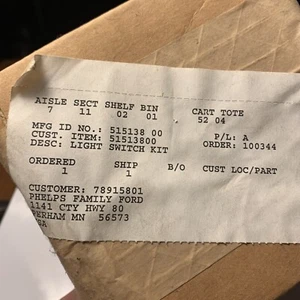 AISLE SECT SHELF BIN CART TOTE
7 11 02 01 52 04
MFG ID NO.: 515138 00 P/L: A
CUST. ITEM: 51513800 ORDER: 100344
DESC: LIGHT SWITCH KIT
ORDERED SHIP B/O CUST LOC/PART
1 1
CUSTOMER: 78915801
PHELPS FAMILY FORD
1141 CTY HWY 80
PERHAM MN 56573